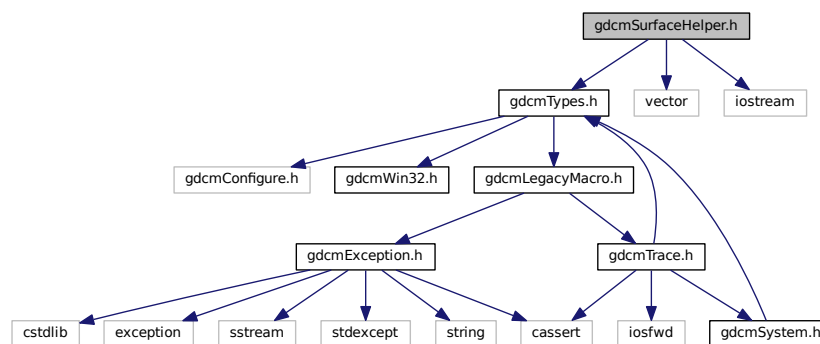 gdcmSurfaceHelper.h
gdcmTypes.h
vector
iostream
gdcmConfigure.h
gdcmWin32.h
gdcmLegacyMacro.h
gdcmException.h
gdcmTrace.h
cstdlib
exception
sstream
stdexcept
string
cassert
iosfwd
gdcmSystem.h